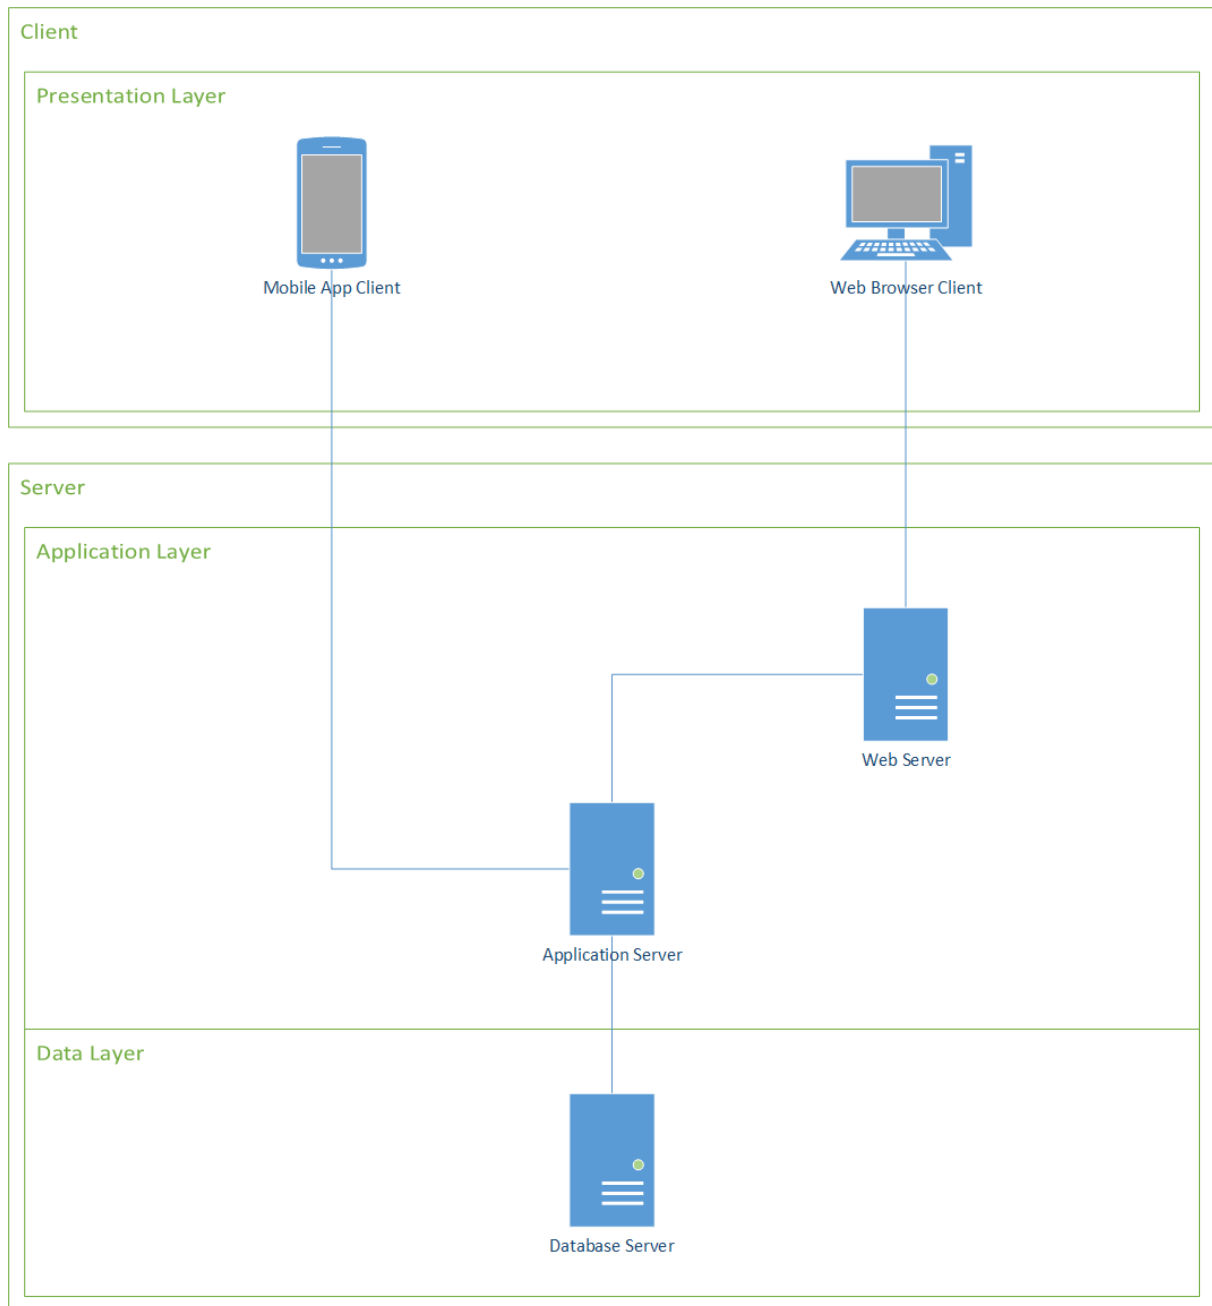 Client
Presentation Layer
Mobile App Client
Web Browser Client
Server
Application Layer
Web Server
Application Server
Data Layer
Database Server